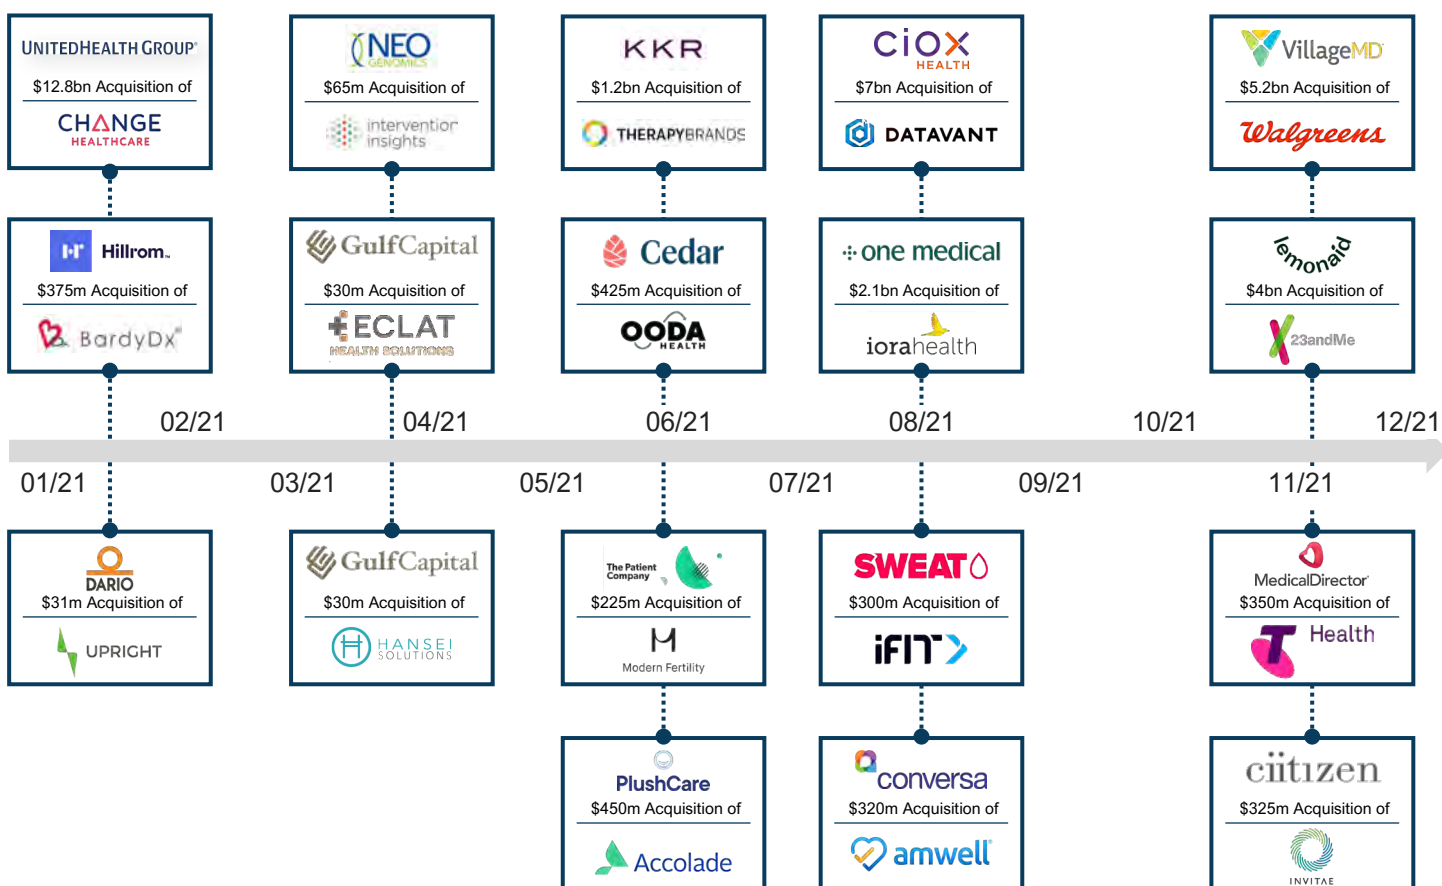 UNITEDHEALTH GROUP®
$12.8bn Acquisition of
CHANGE
HEALTHCARE
NEO
GENOMICS
$65m Acquisition of
intervention
insights
KKR
$1.2bn Acquisition of
THERAPYBRANDS
CiOX
HEALTH
$7bn Acquisition of
DATAVANT
VillageMD
$5.2bn Acquisition of
Walgreens
Hillrom™
$375m Acquisition of
BardyDx®
GulfCapital
$30m Acquisition of
ECLAT
HEALTH SOLUTIONS
Cedar
$425m Acquisition of
OODA
HEALTH
one medical
$2.1bn Acquisition of
iorahealth
lemonaid
$4bn Acquisition of
23andMe
02/21
04/21
06/21
08/21
10/21
12/21
01/21
03/21
05/21
07/21
09/21
11/21
DARIO
$31m Acquisition of
UPRIGHT
GulfCapital
$30m Acquisition of
HANSEI
SOLUTIONS
The Patient
Company
$225m Acquisition of
Modern Fertility
SWEAT
$300m Acquisition of
iFIT
MedicalDirector
$350m Acquisition of
T Health
PlushCare
$450m Acquisition of
Accolade
conversa
$320m Acquisition of
amwell®
ciitizen
$325m Acquisition of
INVITAE